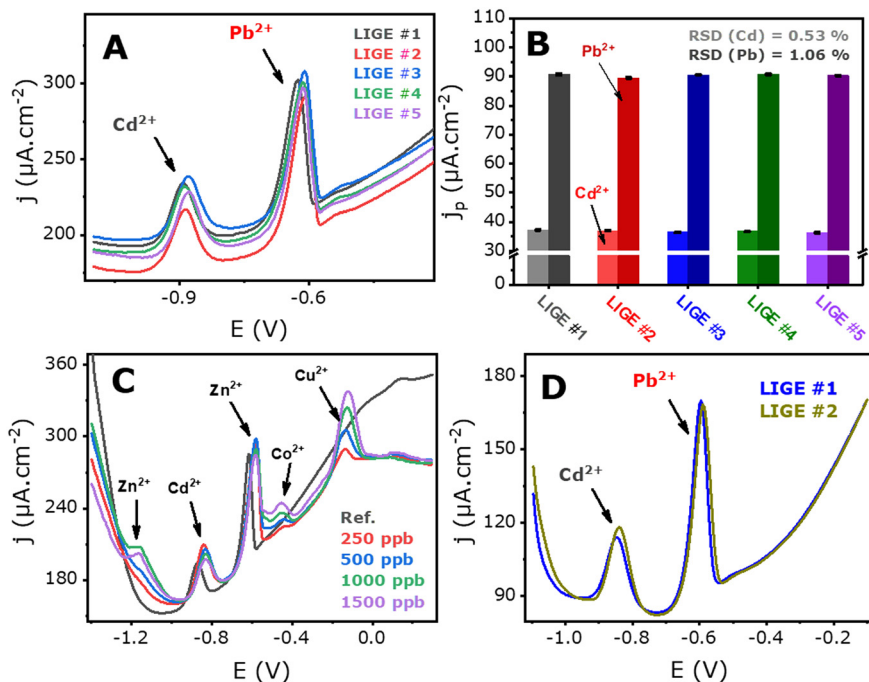 A
Pb²⁺
Cd²⁺
LIGE #1
LIGE #2
LIGE #3
LIGE #4
LIGE #5
300
250
200
j (µA.cm⁻²)
-0.9
-0.6
E (V)
B
RSD (Cd) = 0.53 %
RSD (Pb) = 1.06 %
Pb²⁺
Cd²⁺
110
100
90
80
70
60
50
40
30
0
jₚ (µA.cm⁻²)
LIGE #1
LIGE #2
LIGE #3
LIGE #4
LIGE #5
C
Zn²⁺
Cu²⁺
Zn²⁺
Cd²⁺
Co²⁺
Ref.
250 ppb
500 ppb
1000 ppb
1500 ppb
360
300
240
180
j (µA.cm⁻²)
-1.2
-0.8
-0.4
0.0
E (V)
D
Pb²⁺
Cd²⁺
LIGE #1
LIGE #2
170
140
110
90
j (µA.cm⁻²)
-1.0
-0.8
-0.6
-0.4
-0.2
E (V)